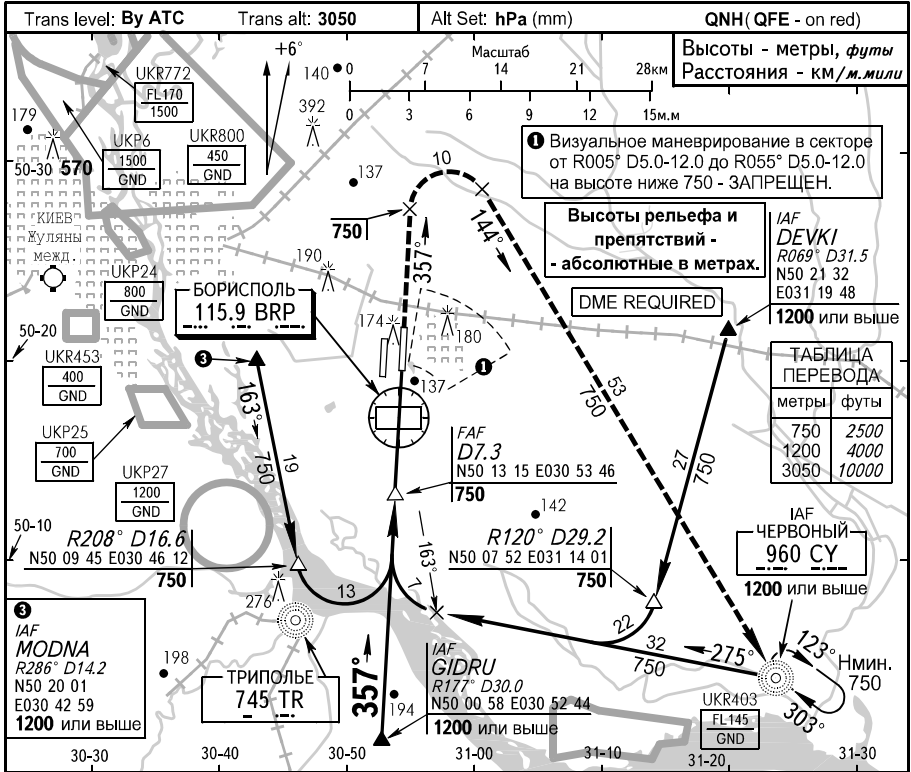 Trans level: By ATC
Trans alt: 3050
Alt Set: hPa (mm)
QNH( QFE - on red)
Высоты - метры, футы
Расстояния - км/м.мили
Масштаб
0 7 14 21 28км
0 3 6 9 12 15м.м
+6°
140
392
179
UKR772
FL170
1500
UKP6
1500
GND
UKR800
450
GND
50-30
570
137
10
❶ Визуальное маневрирование в секторе
от R005° D5.0-12.0 до R055° D5.0-12.0
на высоте ниже 750 - ЗАПРЕЩЕН.
КИЕВ
Жуляны
межд.
750
357°
144°
Высоты рельефа и
препятствий -
- абсолютные в метрах.
IAF
DEVKI
R069° D31.5
N50 21 32
E031 19 48
1200 или выше
190
UKP24
800
GND
БОРИСПОЛЬ
115.9 BRP
DME REQUIRED
174
180
50-20
❸
❶
137
UKR453
400
GND
ТАБЛИЦА
ПЕРЕВОДА
метры футы
750 2500
1200 4000
3050 10000
163°
750
19
53
750
27
750
UKP25
700
GND
FAF
D7.3
N50 13 15 E030 53 46
750
UKP27
1200
GND
142
50-10
R208° D16.6
N50 09 45 E030 46 12
750
163°
R120° D29.2
N50 07 52 E031 14 01
750
IAF
ЧЕРВОНЫЙ
960 CY
1200 или выше
276
13
7
22
32
750
275°
123°
Нмин.
750
303°
❸
IAF
MODNA
R286° D14.2
N50 20 01
E030 42 59
1200 или выше
198
ТРИПОЛЬЕ
745 TR
357°
194
IAF
GIDRU
R177° D30.0
N50 00 58 E030 52 44
1200 или выше
UKR403
FL145
GND
30-30
30-40
30-50
31-00
31-10
31-20
31-30